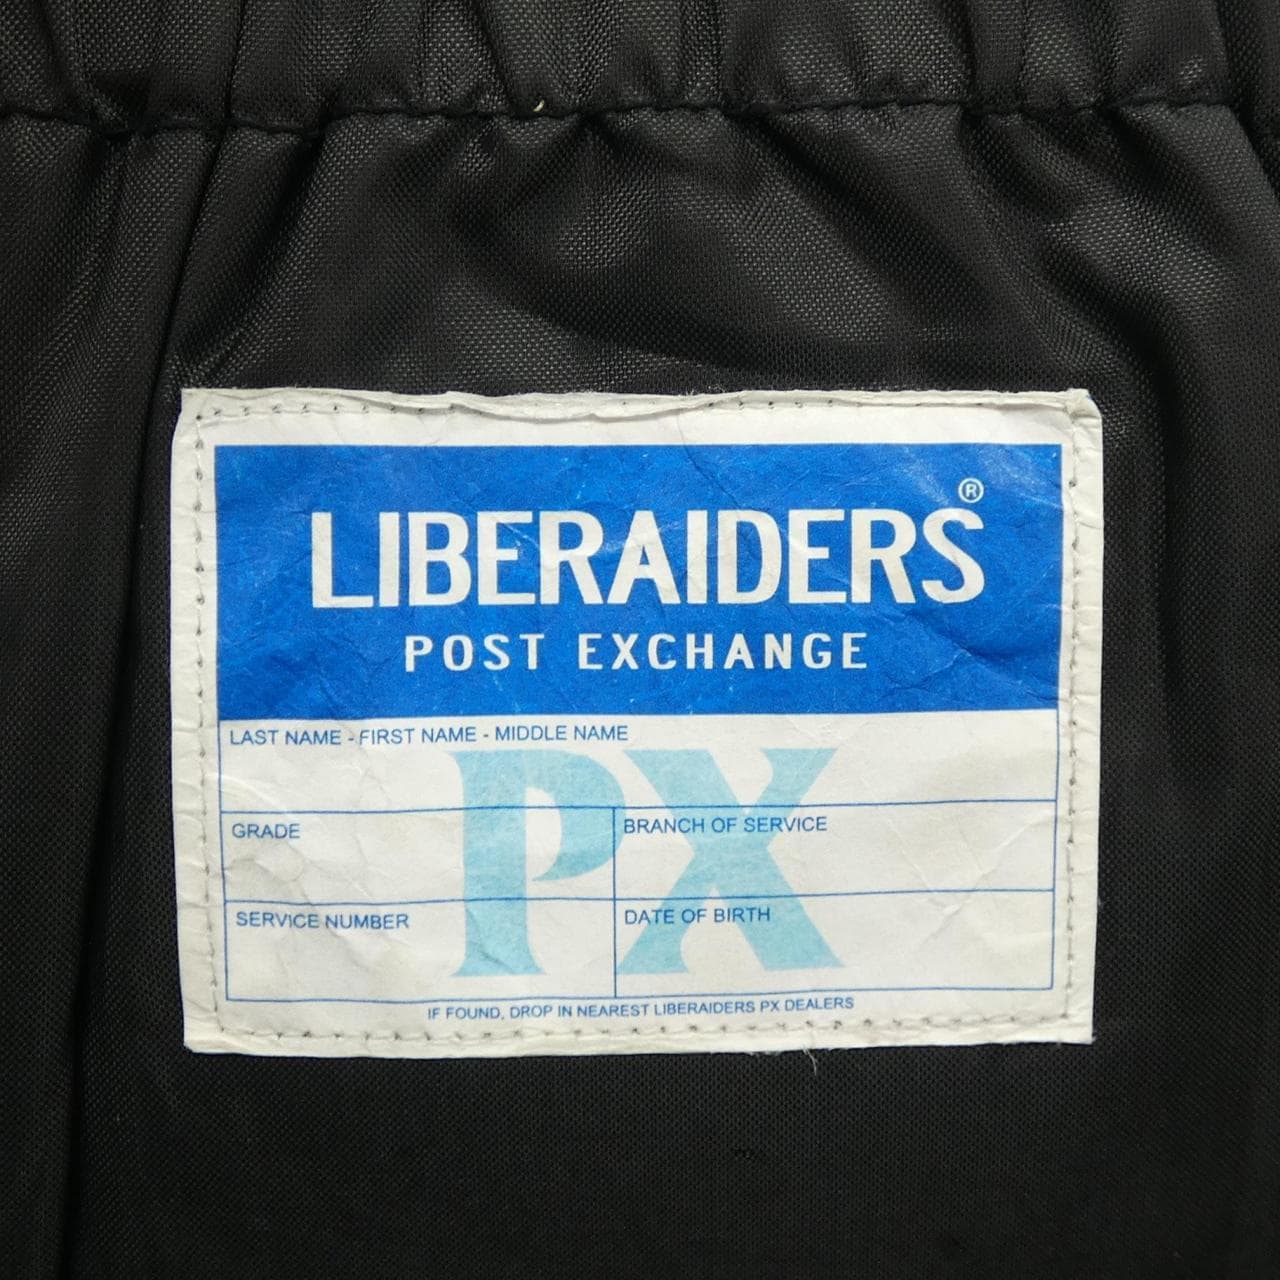 LIBERAIDERS®
POST EXCHANGE
LAST NAME - FIRST NAME - MIDDLE NAME
PX
GRADE
BRANCH OF SERVICE
SERVICE NUMBER
DATE OF BIRTH
IF FOUND, DROP IN NEAREST LIBERAIDERS PX DEALERS